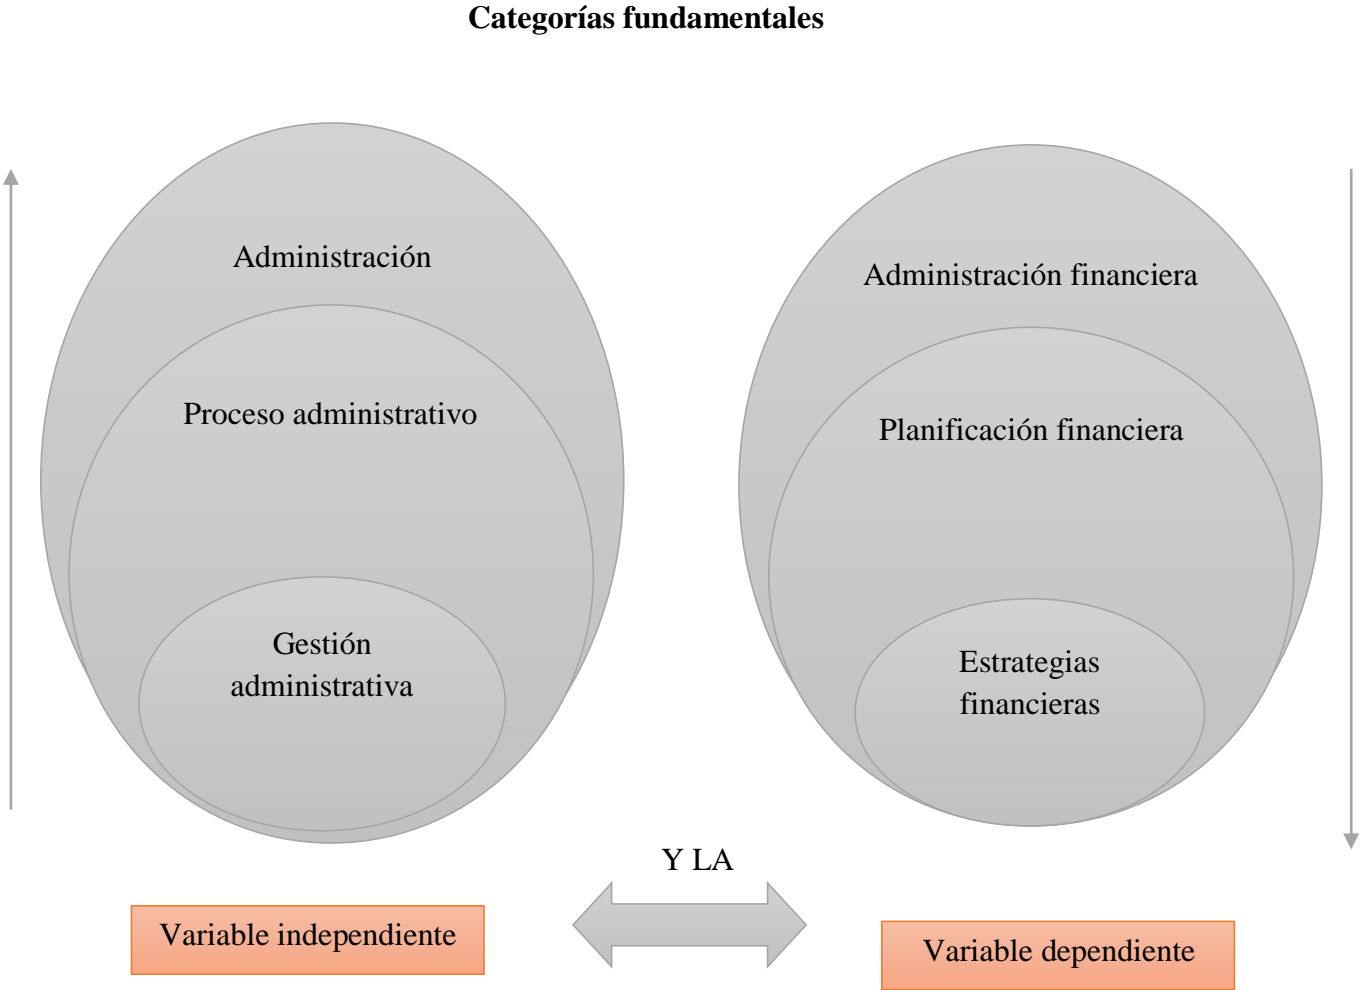 Categorías fundamentales
Administración
Proceso administrativo
Gestión
administrativa
Administración financiera
Planificación financiera
Estrategias
financieras
Y LA
Variable independiente
Variable dependiente